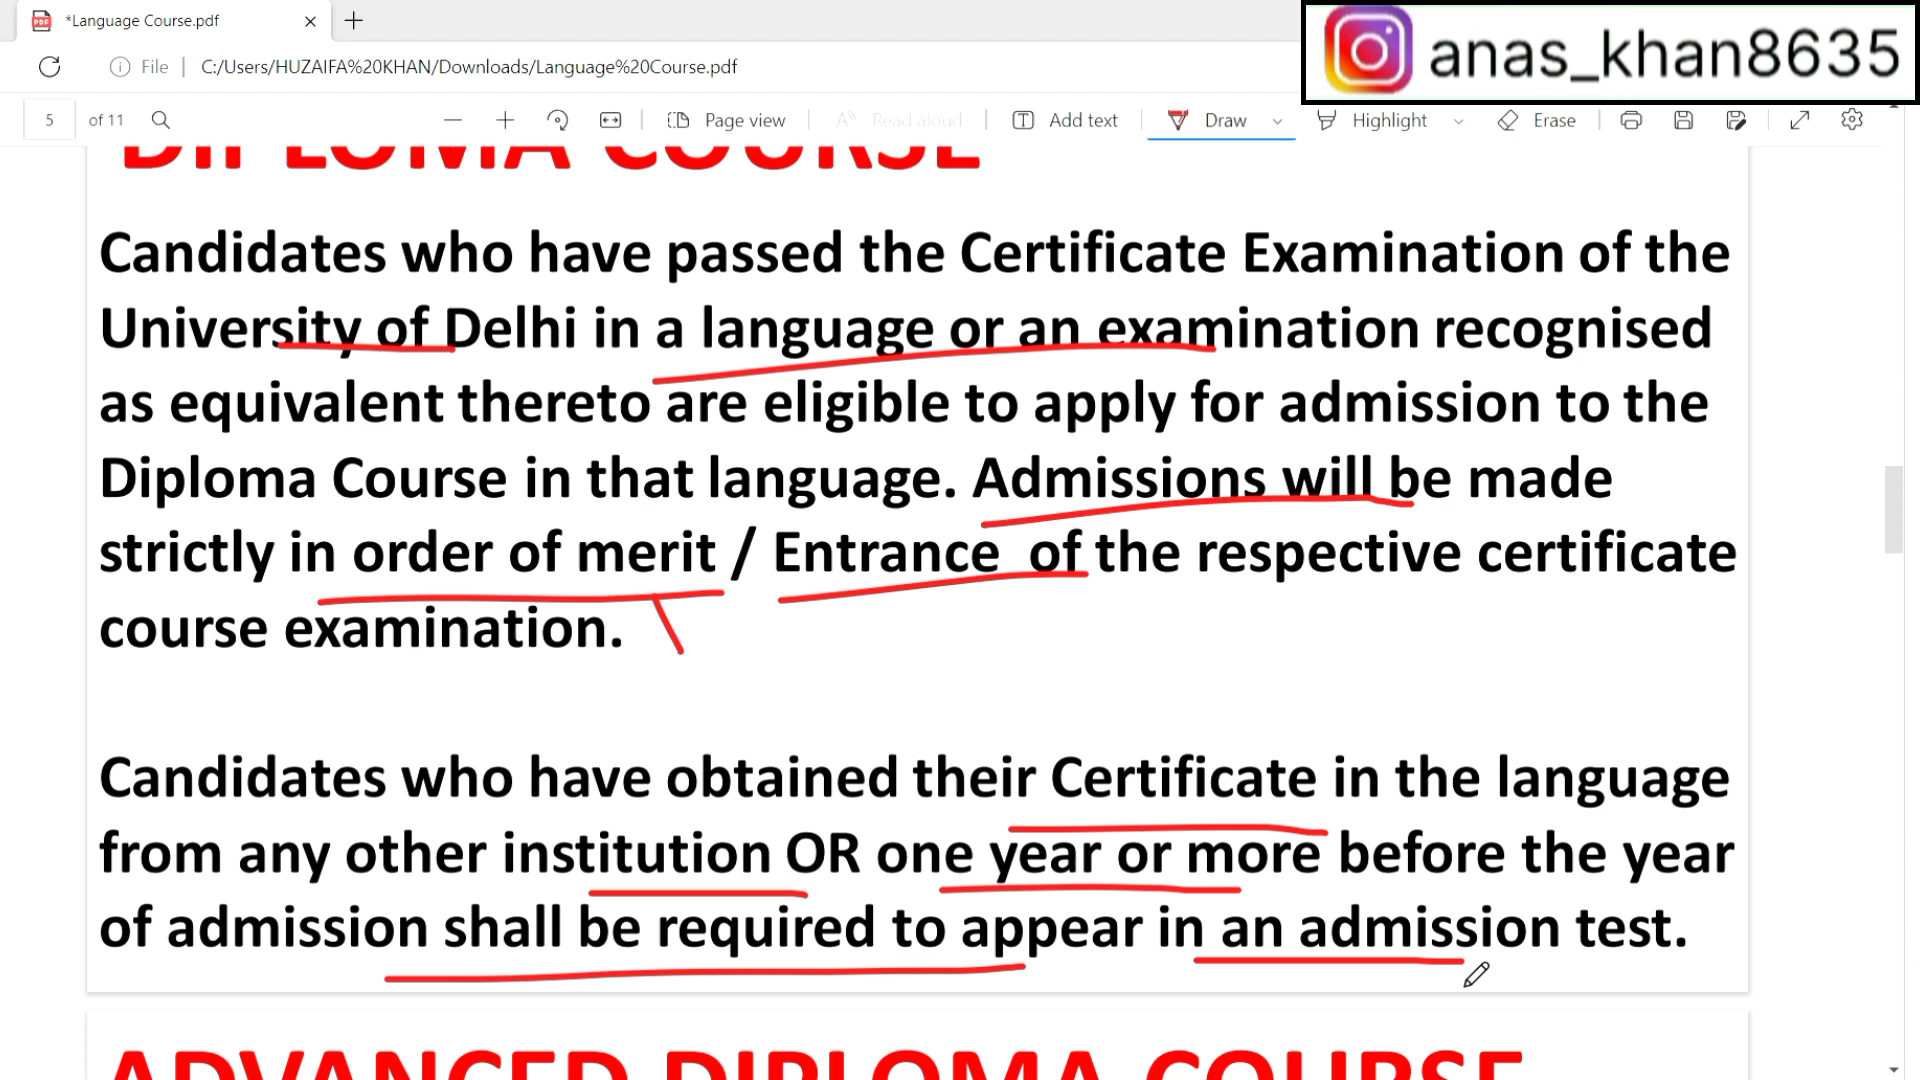 *Language Course.pdf
anas_khan8635
File
C:/Users/HUZAIFA%20KHAN/Downloads/Language%20Course.pdf
5 of 11
Page view
Read aloud
Add text
Draw
Highlight
Erase
DIPLOMA COURSE
Candidates who have passed the Certificate Examination of the
University of Delhi in a language or an examination recognised
as equivalent thereto are eligible to apply for admission to the
Diploma Course in that language. Admissions will be made
strictly in order of merit / Entrance of the respective certificate
course examination.
Candidates who have obtained their Certificate in the language
from any other institution OR one year or more before the year
of admission shall be required to appear in an admission test.
ADVANCED DIPLOMA COURSE